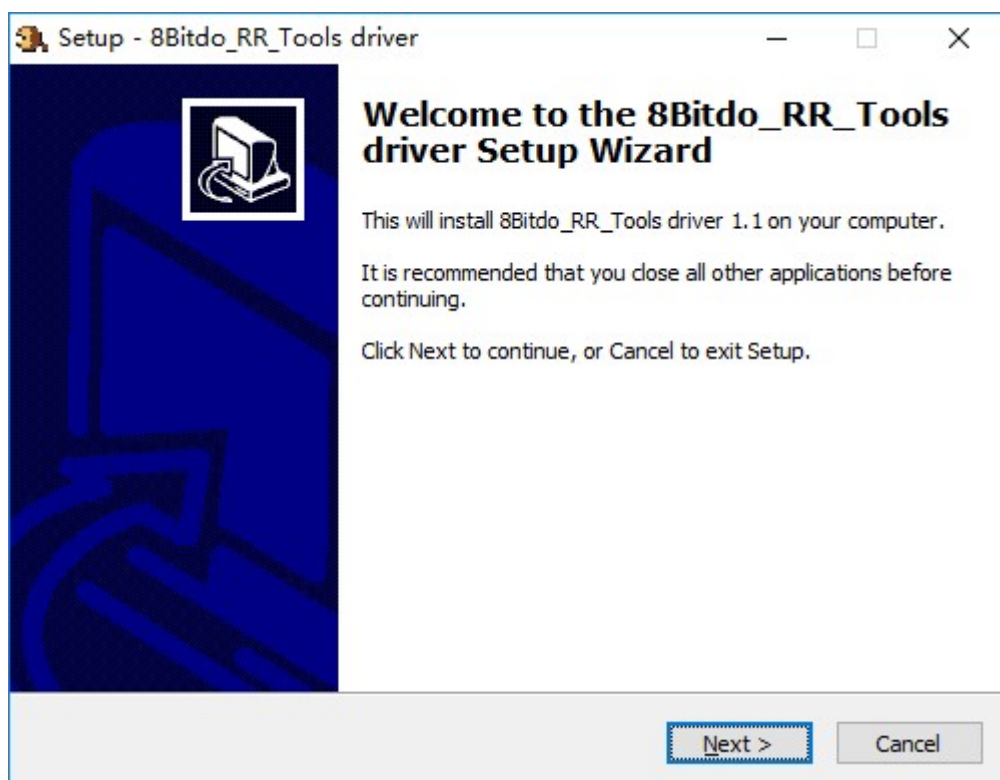 Setup - 8Bitdo_RR_Tools driver
Welcome to the 8Bitdo_RR_Tools
driver Setup Wizard
This will install 8Bitdo_RR_Tools driver 1.1 on your computer.
It is recommended that you close all other applications before
continuing.
Click Next to continue, or Cancel to exit Setup.
Next >
Cancel